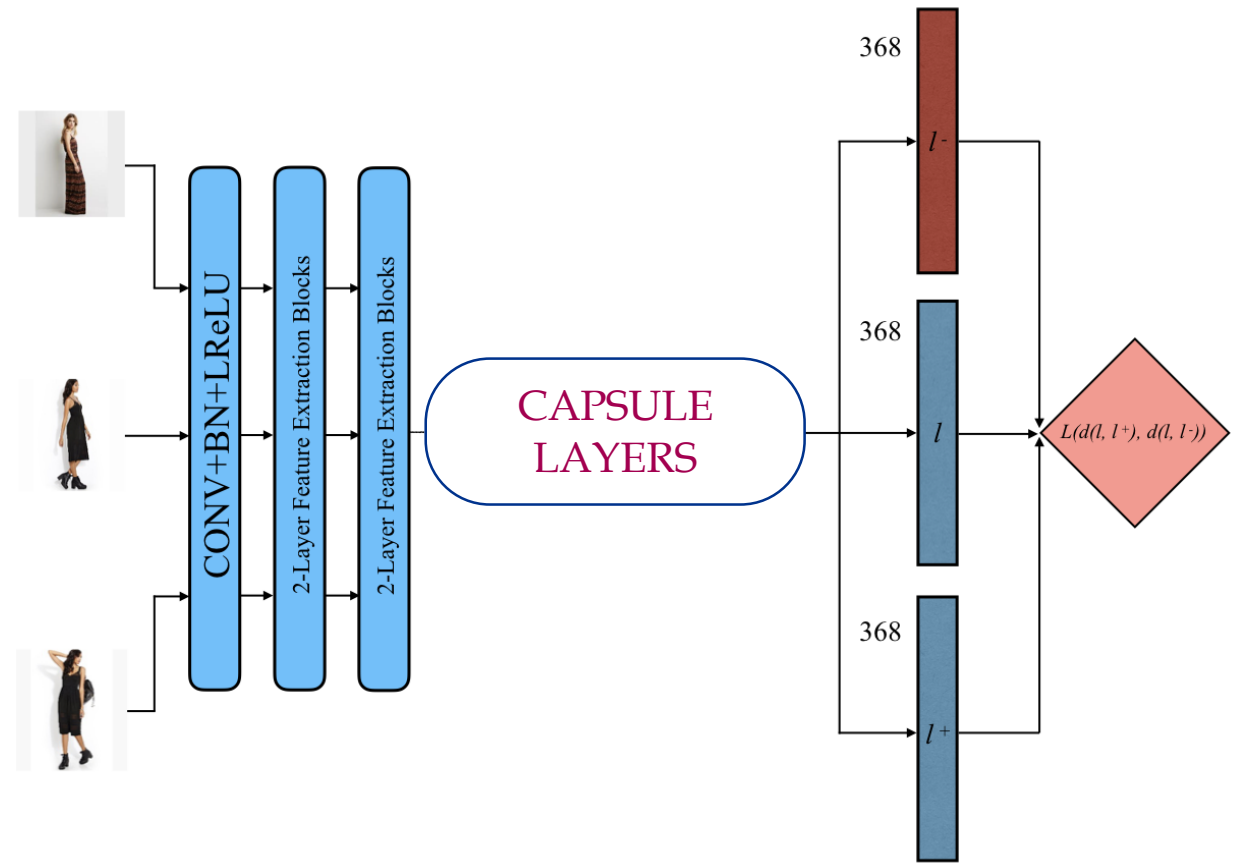 CONV+BN+LReLU
2-Layer Feature Extraction Blocks
2-Layer Feature Extraction Blocks
CAPSULE
LAYERS
368
l -
368
l
368
l +
L(d(l, l +), d(l, l -))